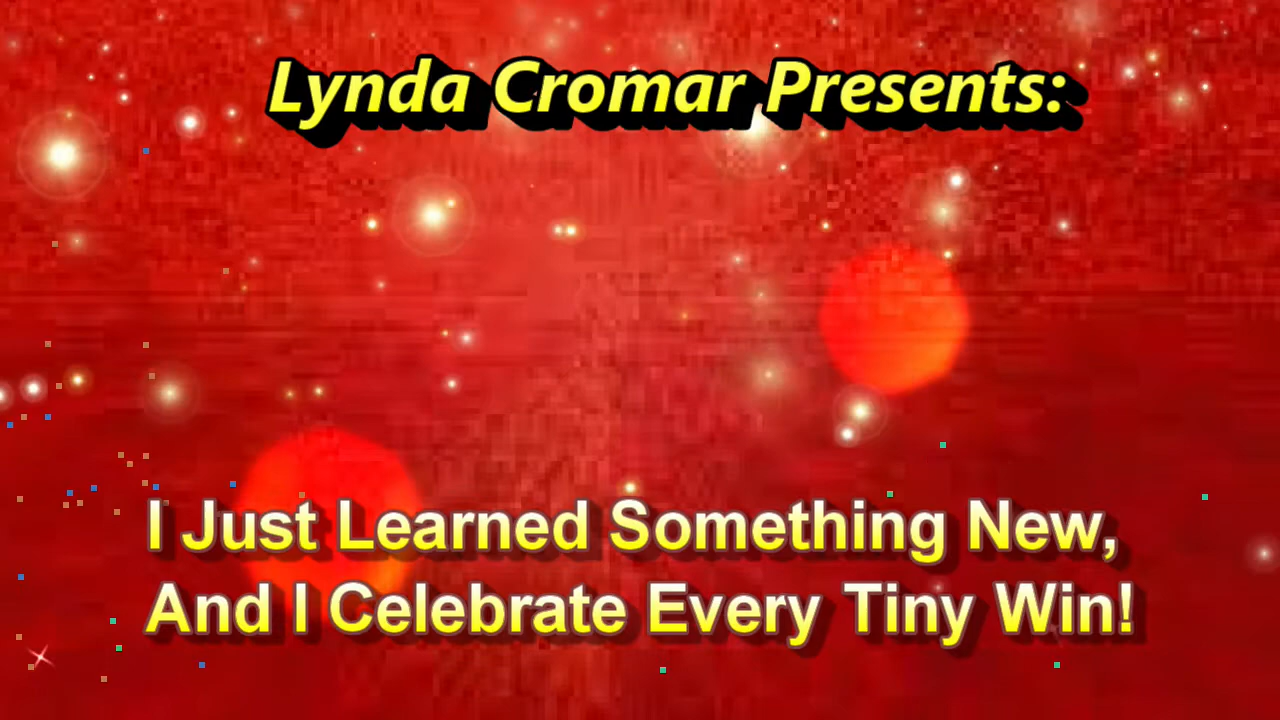 Lynda Cromar Presents:
I Just Learned Something New,
And I Celebrate Every Tiny Win!